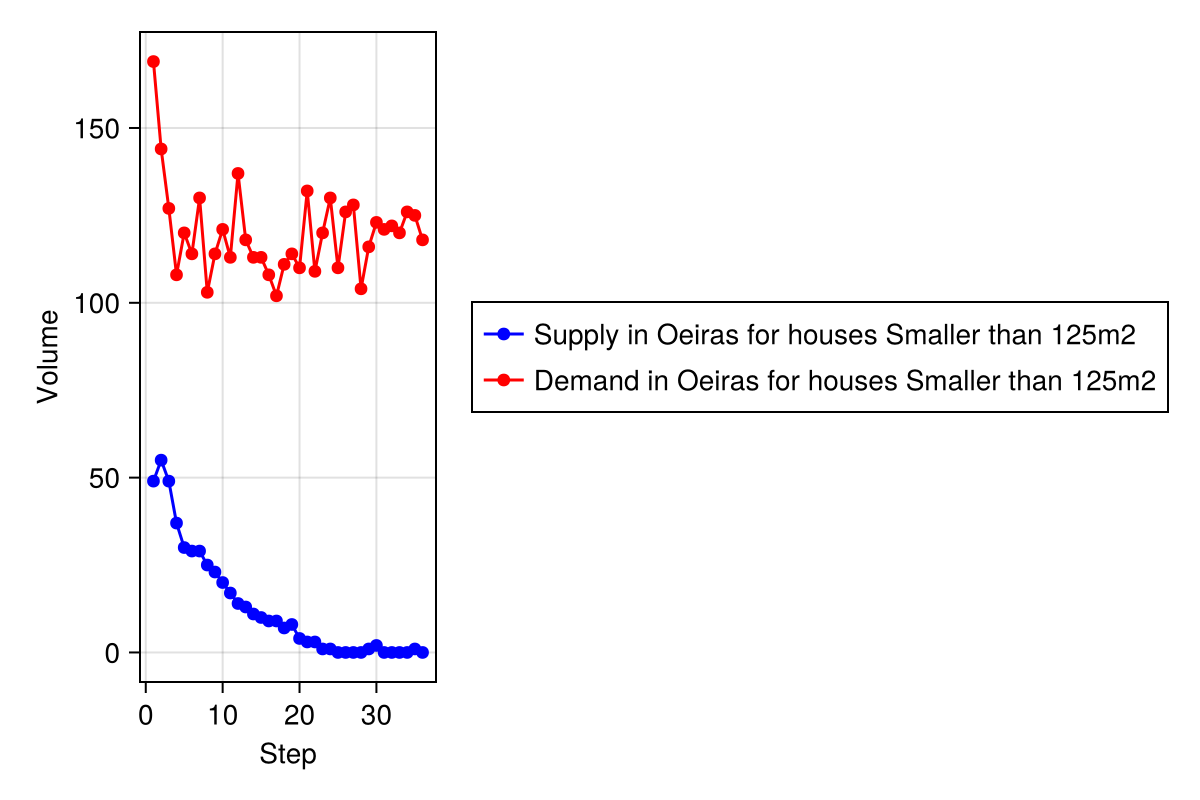 150
100
50
0
Volume
0 10 20 30
Step
Supply in Oeiras for houses Smaller than 125m2
Demand in Oeiras for houses Smaller than 125m2